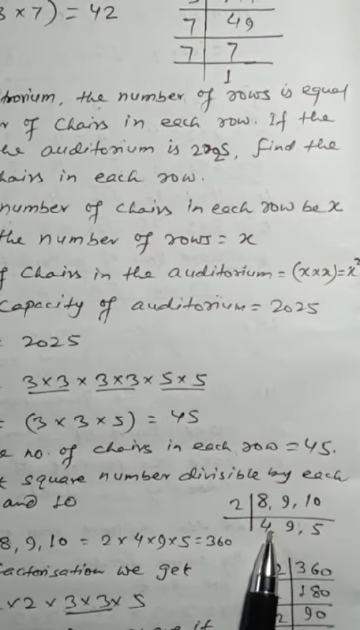 3 × 7) = 42
7 | 49
7 | 7
1
the number of rows is equal
of Chairs in each row. If the
auditorium is find the
in each row.
number of chairs in each row be x
the number of rows = x
Chairs in the auditorium = (x×x)=x²
Capacity of auditorium = 2025
2025
3×3 × 3×3 × 5×5
= (3 × 3 × 5) = 45
no. of chairs in each row = 45.
square number divisible by each
and 10
2 | 8, 9, 10
4, 9, 5
8, 9, 10 = 2×4×9×5 = 360
we get
2 | 360
180
× 2 × 3×3 × 5
2 | 90